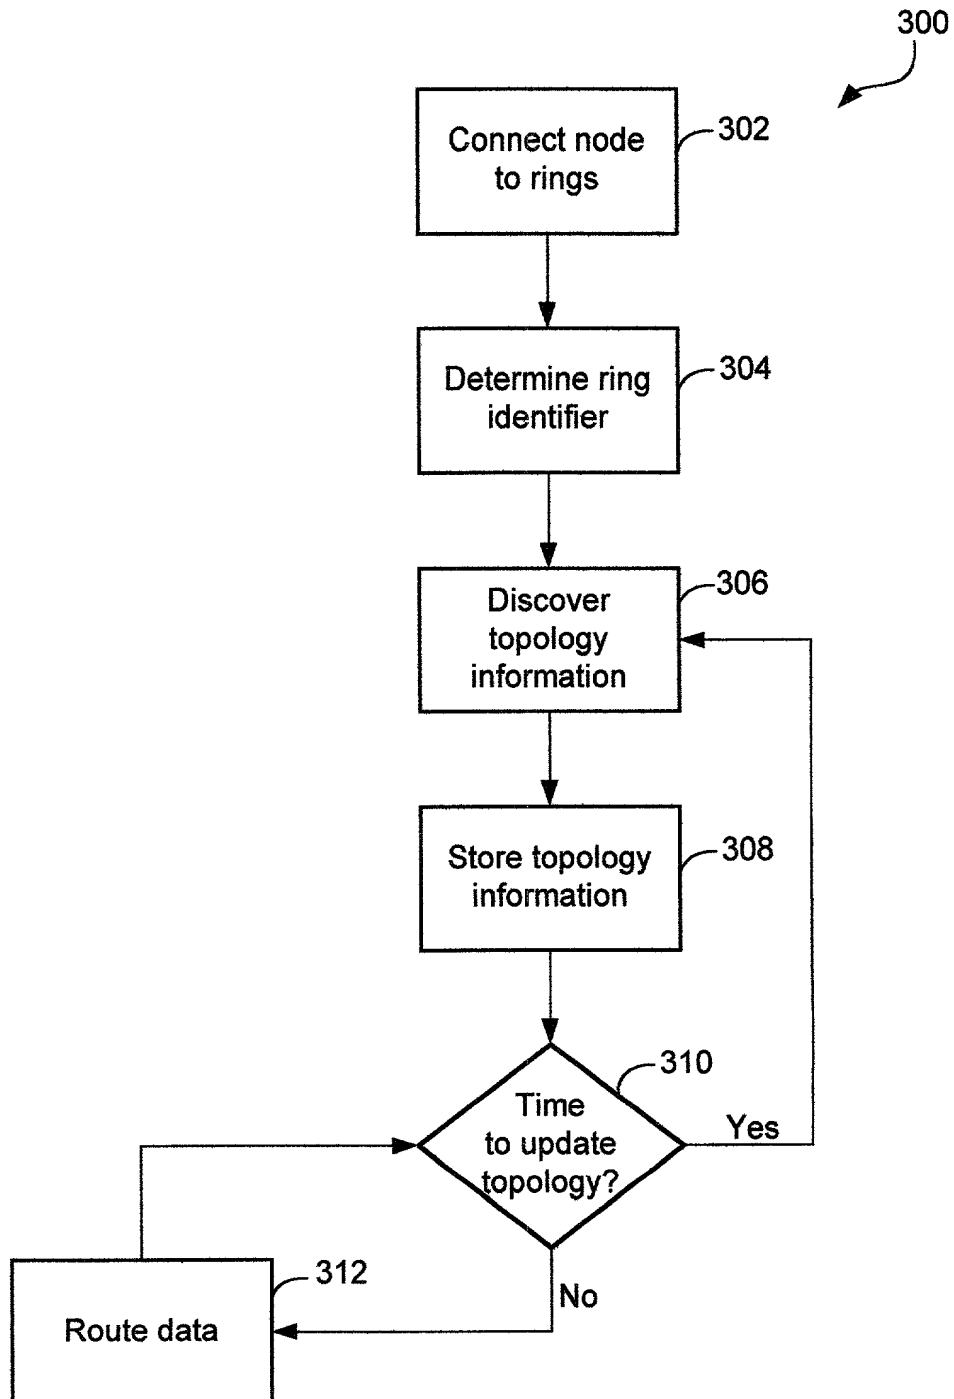 300
Connect node
to rings
302
Determine ring
identifier
304
Discover
topology
information
306
Store topology
information
308
Time
to update
topology?
310
Yes
No
Route data
312